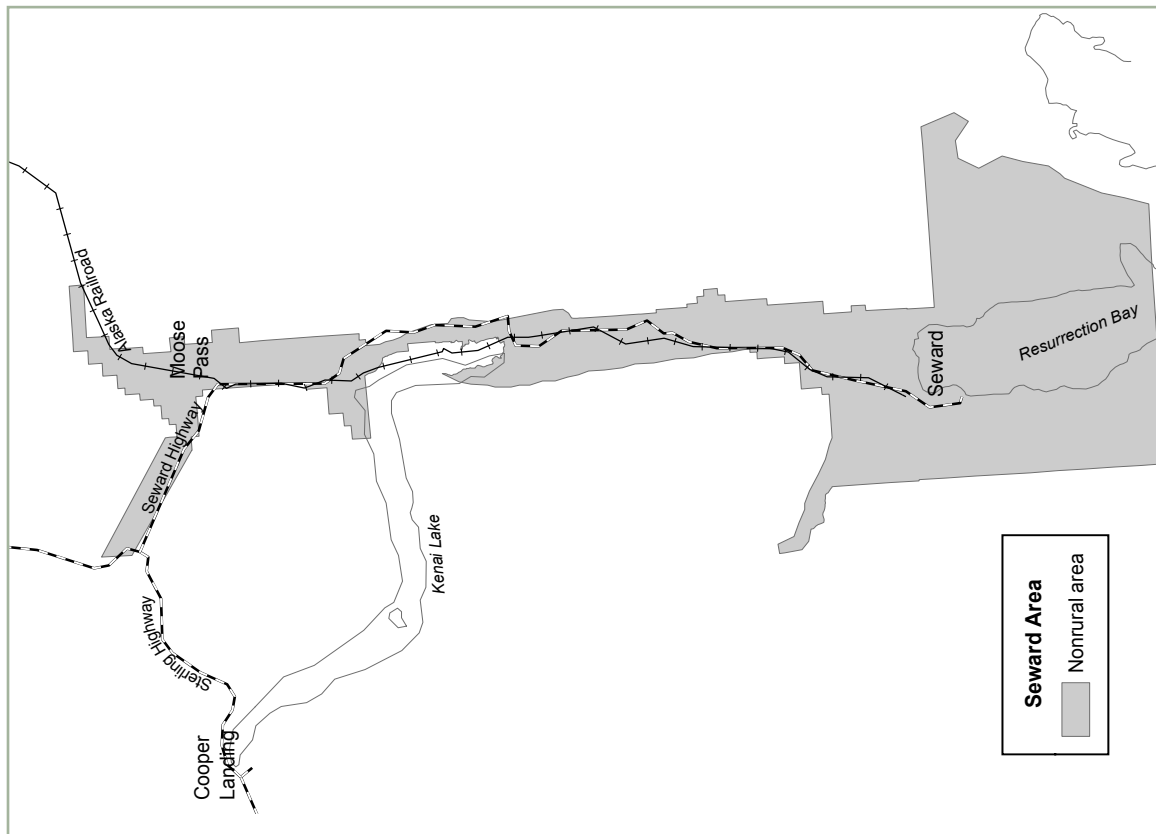 Alaska Railroad
Moose
Pass
Seward Highway
Sterling Highway
Cooper
Landing
Kenai Lake
Seward
Resurrection Bay
Seward Area
Nonrural area